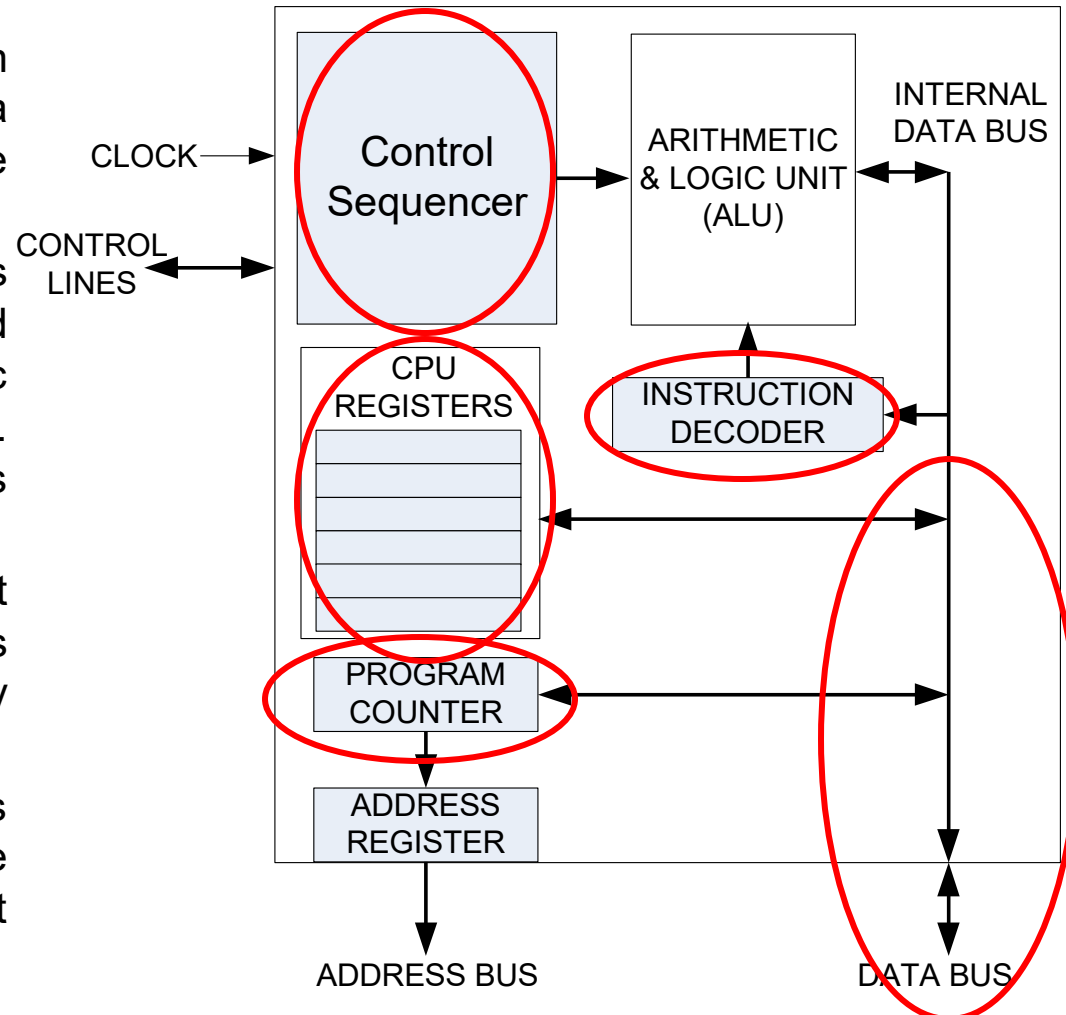 n
a
e
s
d
c
.
s
t
s
y
s
e
t
CLOCK
CONTROL
LINES
Control
Sequencer
ARITHMETIC
& LOGIC UNIT
(ALU)
INTERNAL
DATA BUS
CPU
REGISTERS
INSTRUCTION
DECODER
PROGRAM
COUNTER
ADDRESS
REGISTER
ADDRESS BUS
DATA BUS